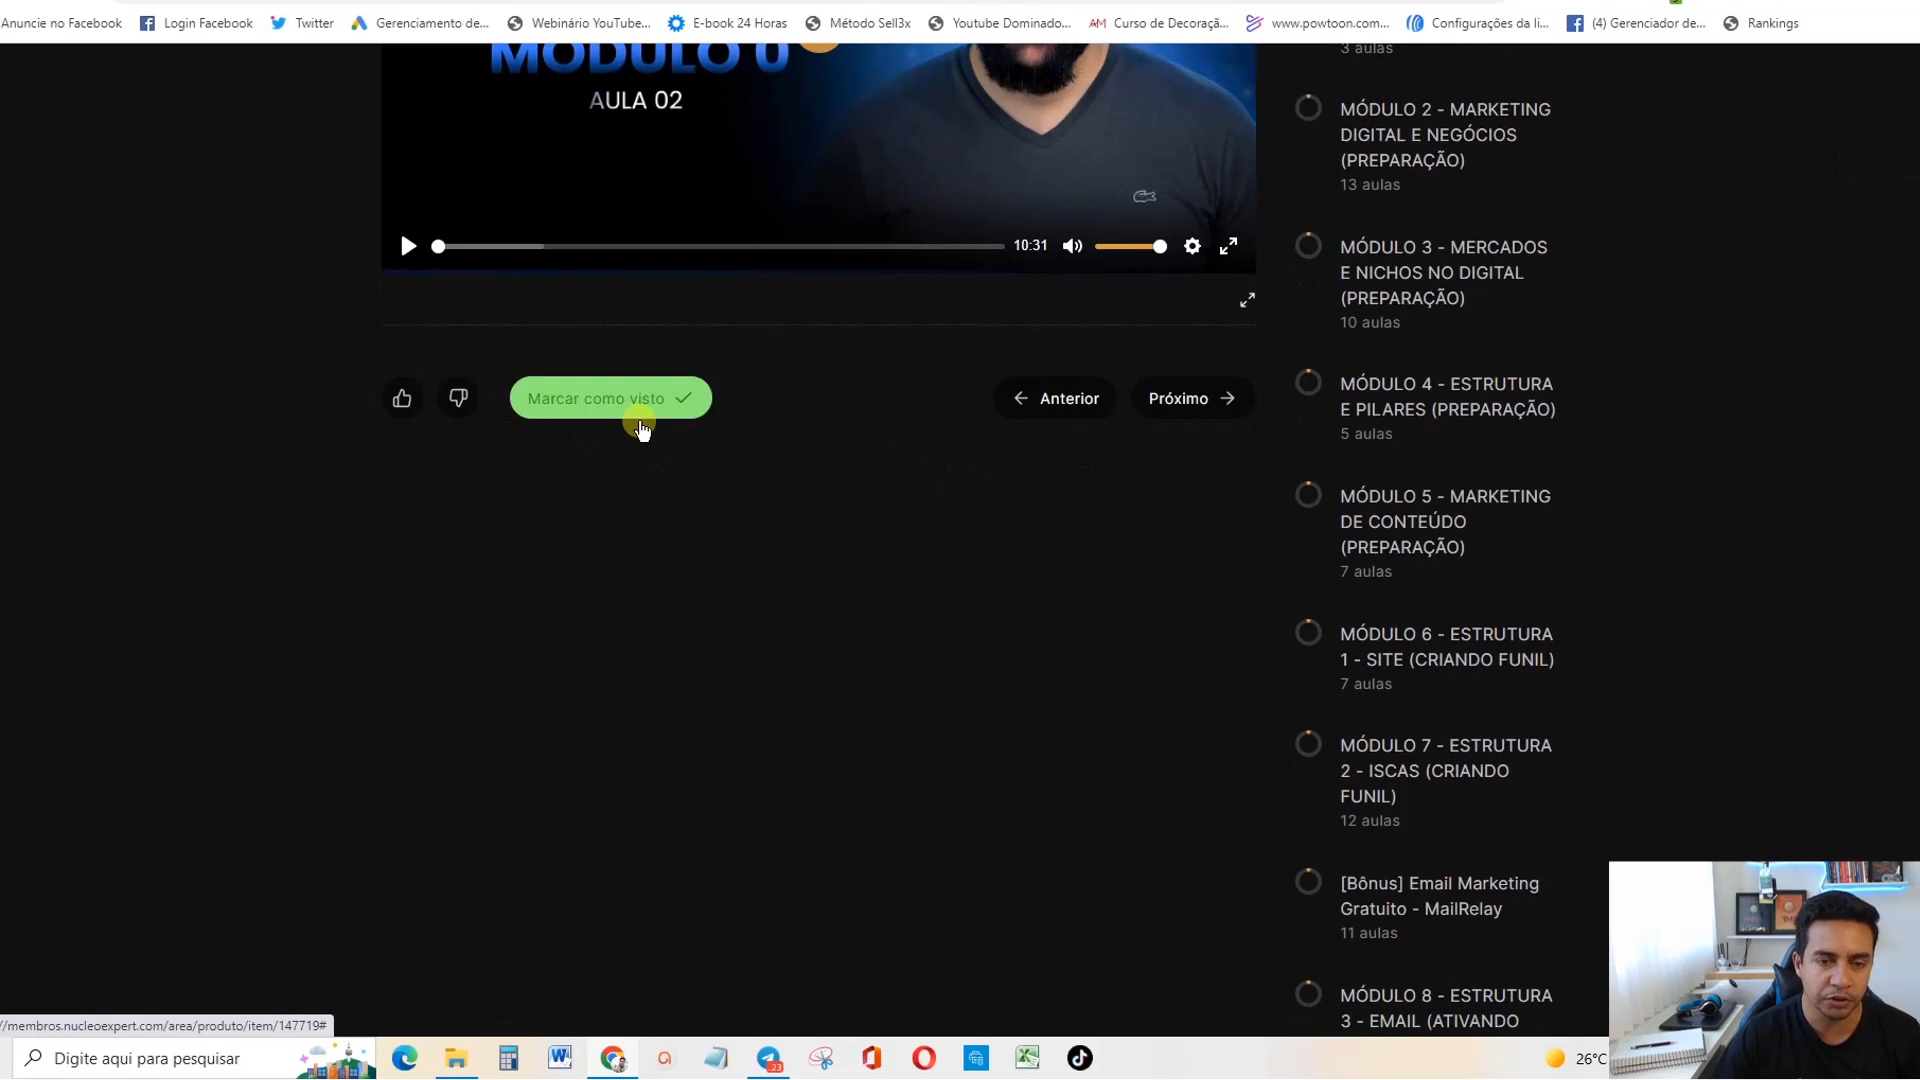 Anuncie no Facebook
Login Facebook
Twitter
Gerenciamento de...
Webinário YouTube...
E-book 24 Horas
Método Sell3x
Youtube Dominado...
AM Curso de Decoraçã...
www.powtoon.com...
Configurações da li...
(4) Gerenciador de...
Rankings
MÓDULO 0
AULA 02
10:31
Marcar como visto
Anterior
Próximo
3 aulas
MÓDULO 2 - MARKETING
DIGITAL E NEGÓCIOS
(PREPARAÇÃO)
13 aulas
MÓDULO 3 - MERCADOS
E NICHOS NO DIGITAL
(PREPARAÇÃO)
10 aulas
MÓDULO 4 - ESTRUTURA
E PILARES (PREPARAÇÃO)
5 aulas
MÓDULO 5 - MARKETING
DE CONTEÚDO
(PREPARAÇÃO)
7 aulas
MÓDULO 6 - ESTRUTURA
1 - SITE (CRIANDO FUNIL)
7 aulas
MÓDULO 7 - ESTRUTURA
2 - ISCAS (CRIANDO
FUNIL)
12 aulas
[Bônus] Email Marketing
Gratuito - MailRelay
11 aulas
MÓDULO 8 - ESTRUTURA
3 - EMAIL (ATIVANDO
//membros.nucleoexpert.com/area/produto/item/147719#
Digite aqui para pesquisar
23
26°C